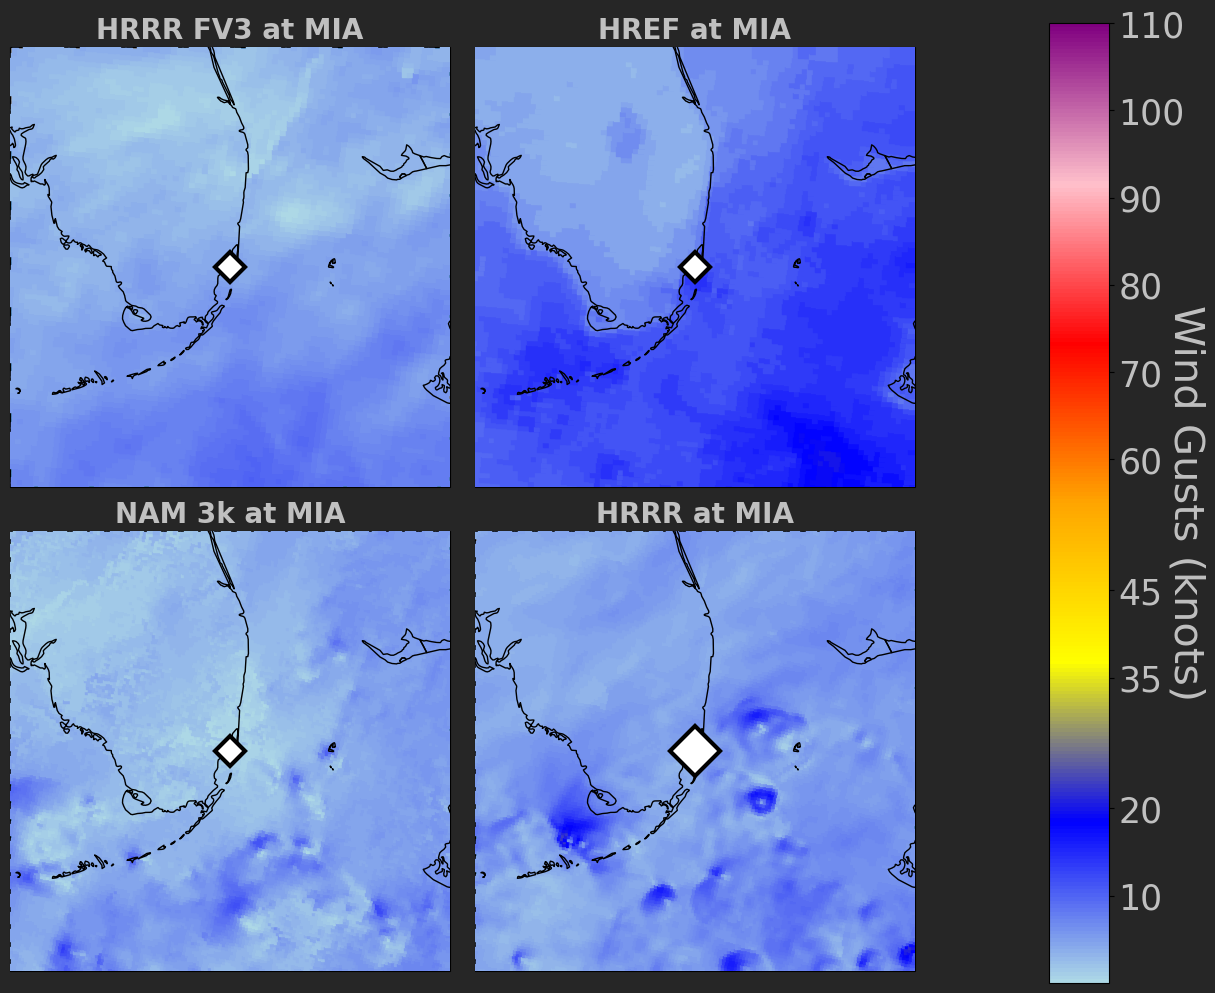 HRRR FV3 at MIA
HREF at MIA
NAM 3k at MIA
HRRR at MIA
110
100
90
80
70
60
45
35
20
10
Wind Gusts (knots)